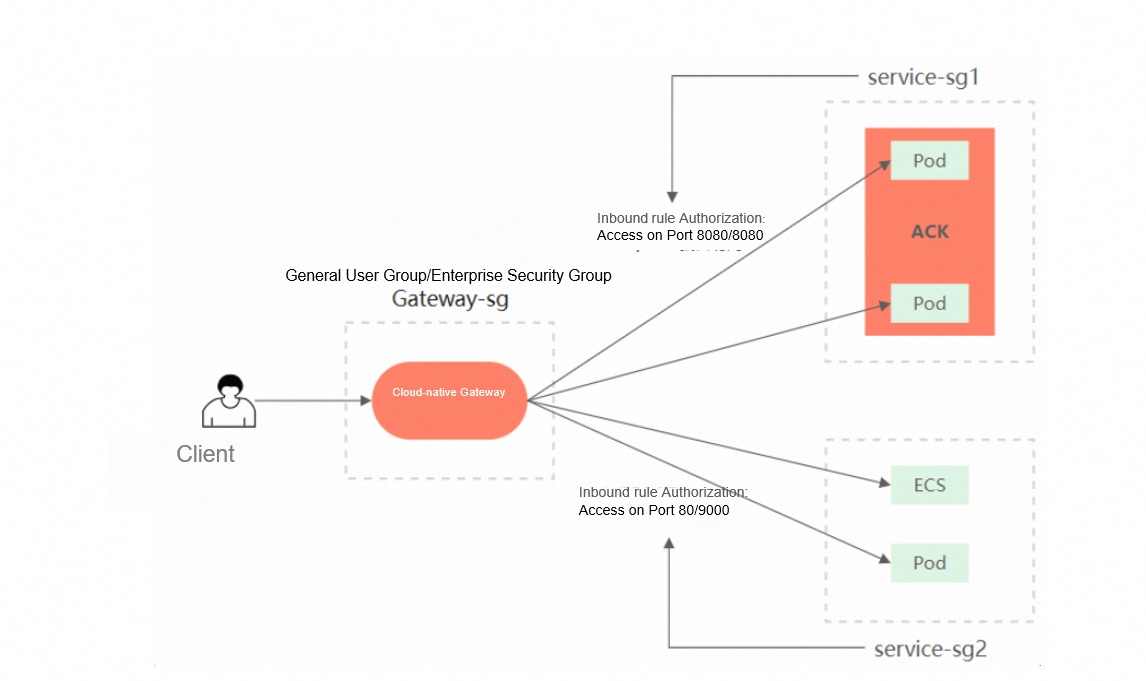 service-sg1
Pod
Inbound rule Authorization:
Access on Port 8080/8080
ACK
General User Group/Enterprise Security Group
Gateway-sg
Pod
Cloud-native Gateway
Client
ECS
Inbound rule Authorization:
Access on Port 80/9000
Pod
service-sg2